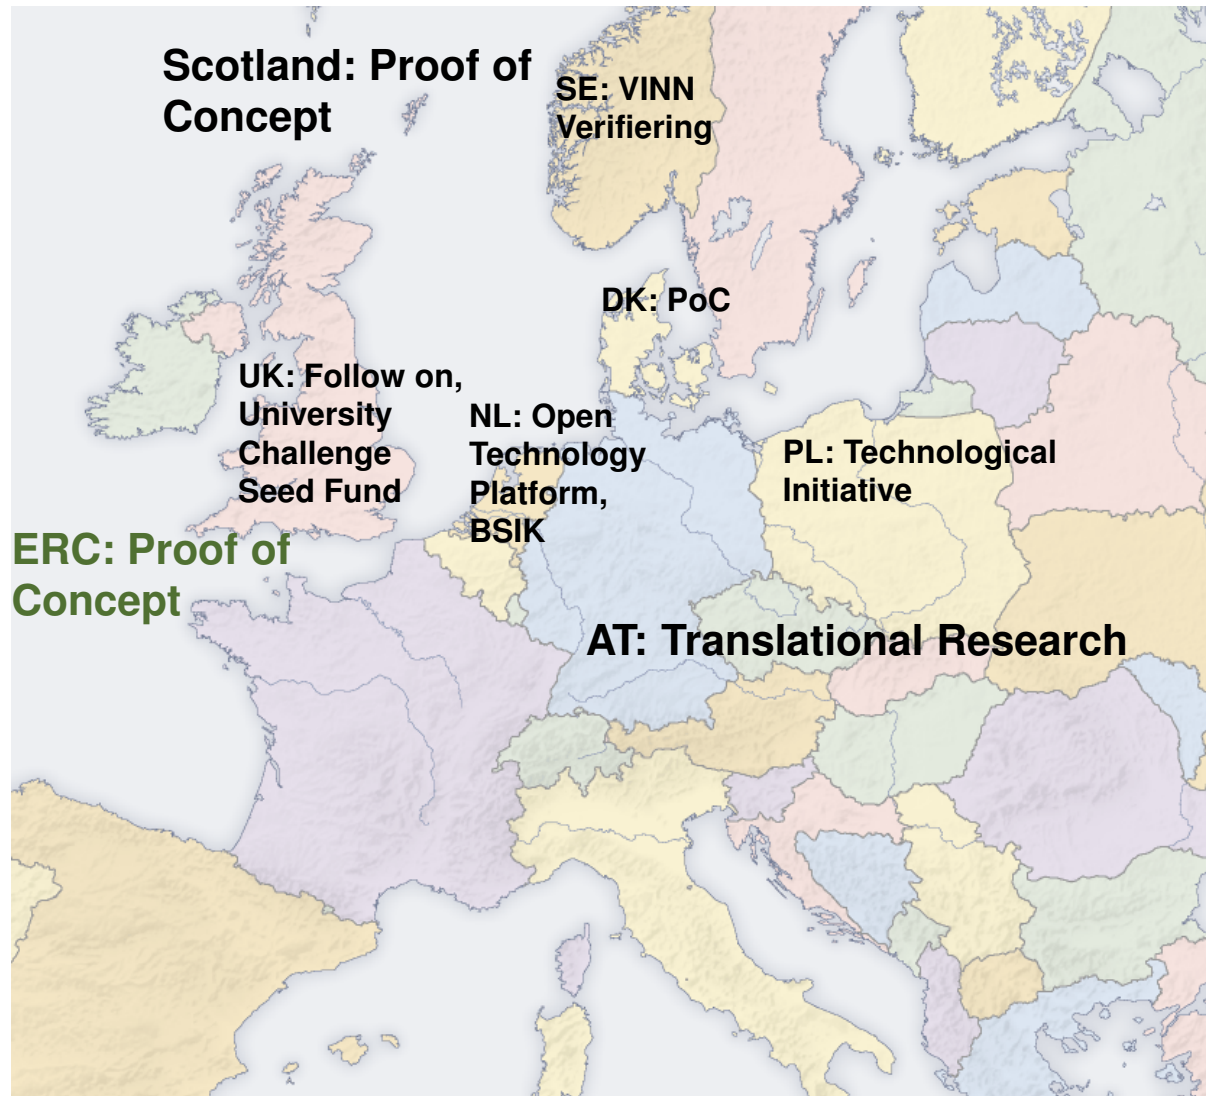 Scotland: Proof of
Concept
SE: VINN
Verifiering
DK: PoC
UK: Follow on,
University
Challenge
Seed Fund
NL: Open
Technology
Platform,
BSIK
PL: Technological
Initiative
ERC: Proof of
Concept
AT: Translational Research